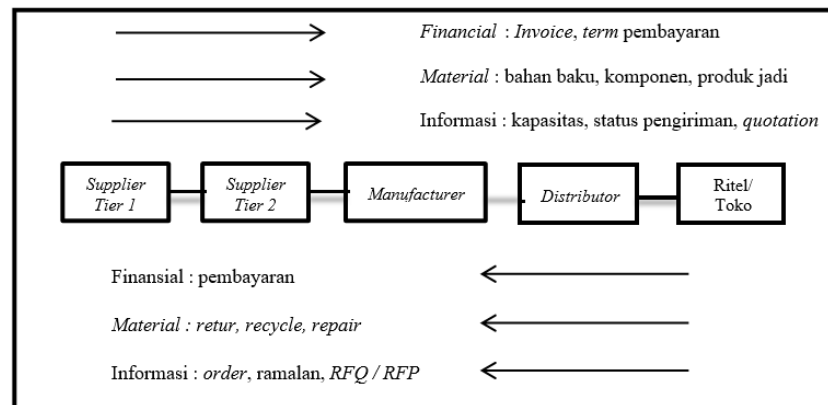 Financial : Invoice, term pembayaran
Material : bahan baku, komponen, produk jadi
Informasi : kapasitas, status pengiriman, quotation
Supplier
Tier 1
Supplier
Tier 2
Manufacturer
Distributor
Ritel/
Toko
Finansial : pembayaran
Material : retur, recycle, repair
Informasi : order, ramalan, RFQ / RFP